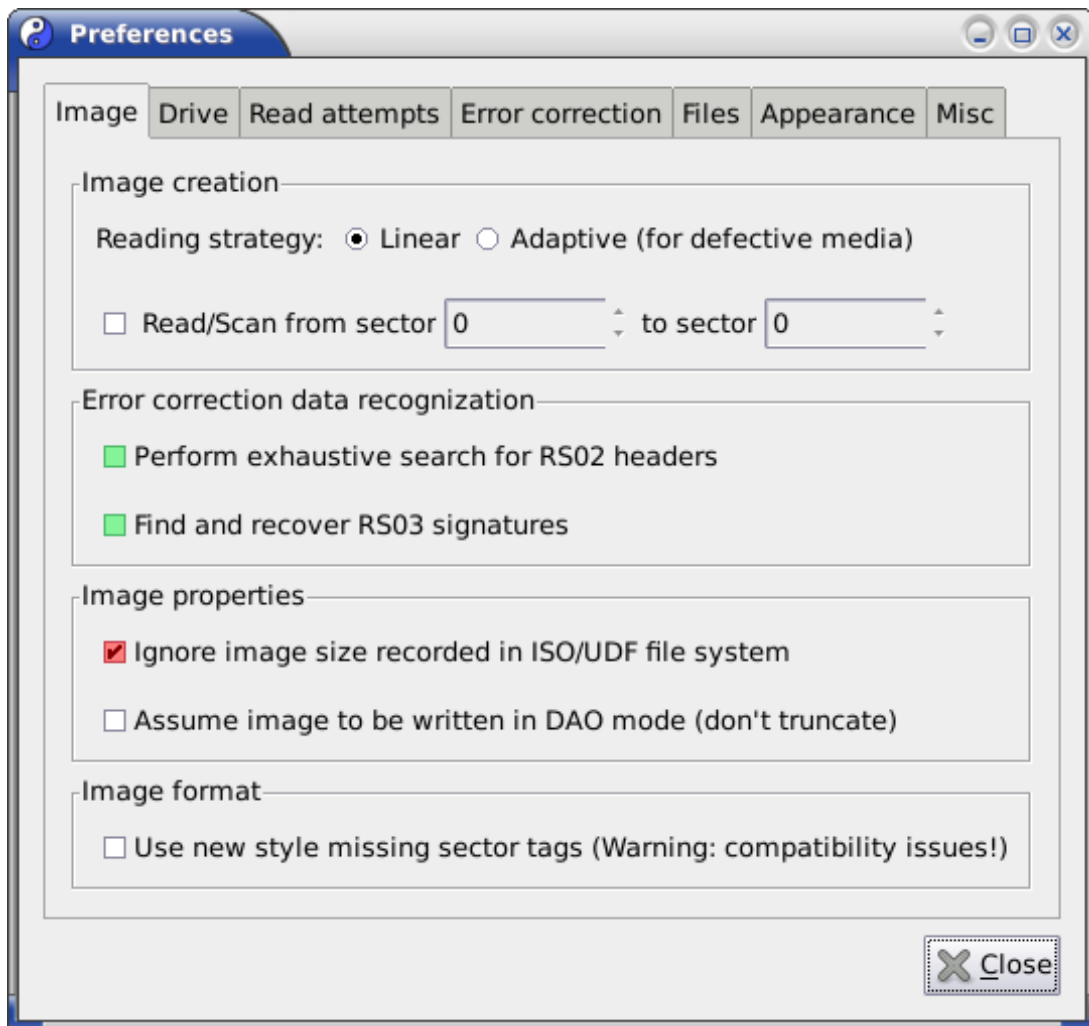 Preferences
Image Drive Read attempts Error correction Files Appearance Misc
Image creation
Reading strategy: Linear Adaptive (for defective media)
Read/Scan from sector 0 to sector 0
Error correction data recognization
Perform exhaustive search for RS02 headers
Find and recover RS03 signatures
Image properties
Ignore image size recorded in ISO/UDF file system
Assume image to be written in DAO mode (don't truncate)
Image format
Use new style missing sector tags (Warning: compatibility issues!)
Close